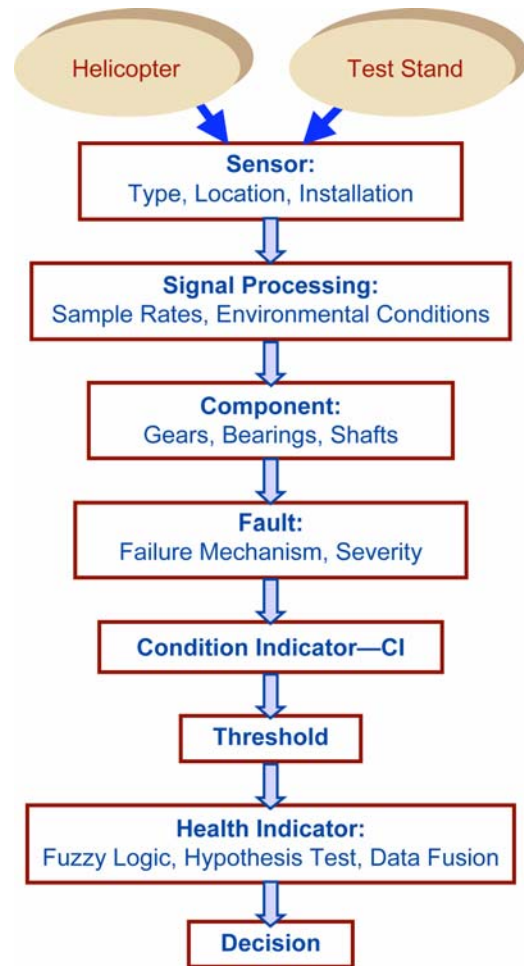 Helicopter
Test Stand
Sensor:
Type, Location, Installation
Signal Processing:
Sample Rates, Environmental Conditions
Component:
Gears, Bearings, Shafts
Fault:
Failure Mechanism, Severity
Condition Indicator—CI
Threshold
Health Indicator:
Fuzzy Logic, Hypothesis Test, Data Fusion
Decision